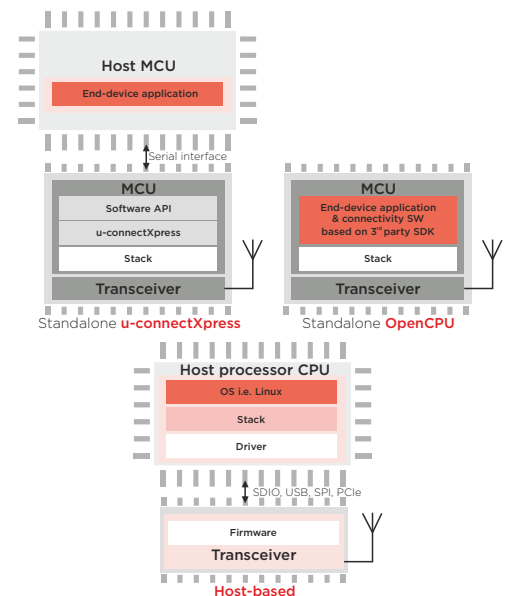 Host MCU
End-device application
Serial interface
MCU
Software API
u-connectXpress
Stack
Transceiver
Standalone u-connectXpress
MCU
End-device application
& connectivity SW
based on 3rd party SDK
Stack
Transceiver
Standalone OpenCPU
Host processor CPU
OS i.e. Linux
Stack
Driver
SDIO, USB, SPI, PCIe
Firmware
Transceiver
Host-based